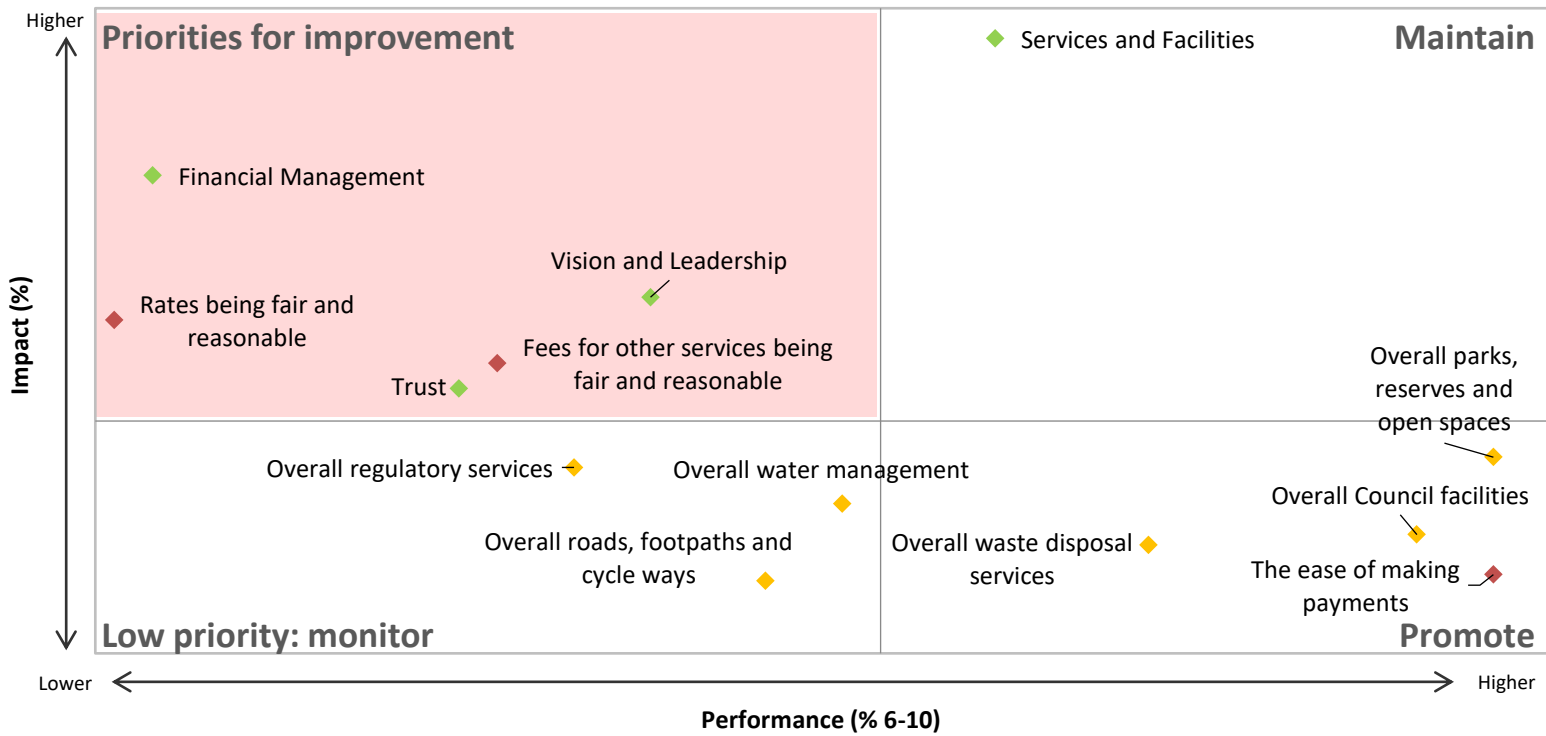 Higher
Priorities for improvement
Services and Facilities
Maintain
Financial Management
Vision and Leadership
Rates being fair and
reasonable
Fees for other services being
fair and reasonable
Trust
Overall parks,
reserves and
open spaces
Impact (%)
Overall regulatory services
Overall water management
Overall Council facilities
Overall roads, footpaths and
cycle ways
Overall waste disposal
services
The ease of making
payments
Low priority: monitor
Promote
Lower
Higher
Performance (% 6-10)